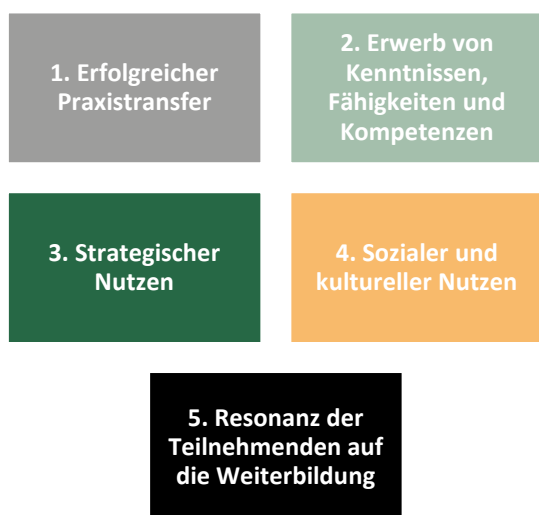 1. Erfolgreicher
Praxistransfer
2. Erwerb von
Kenntnissen,
Fähigkeiten und
Kompetenzen
3. Strategischer
Nutzen
4. Sozialer und
kultureller Nutzen
5. Resonanz der
Teilnehmenden auf
die Weiterbildung